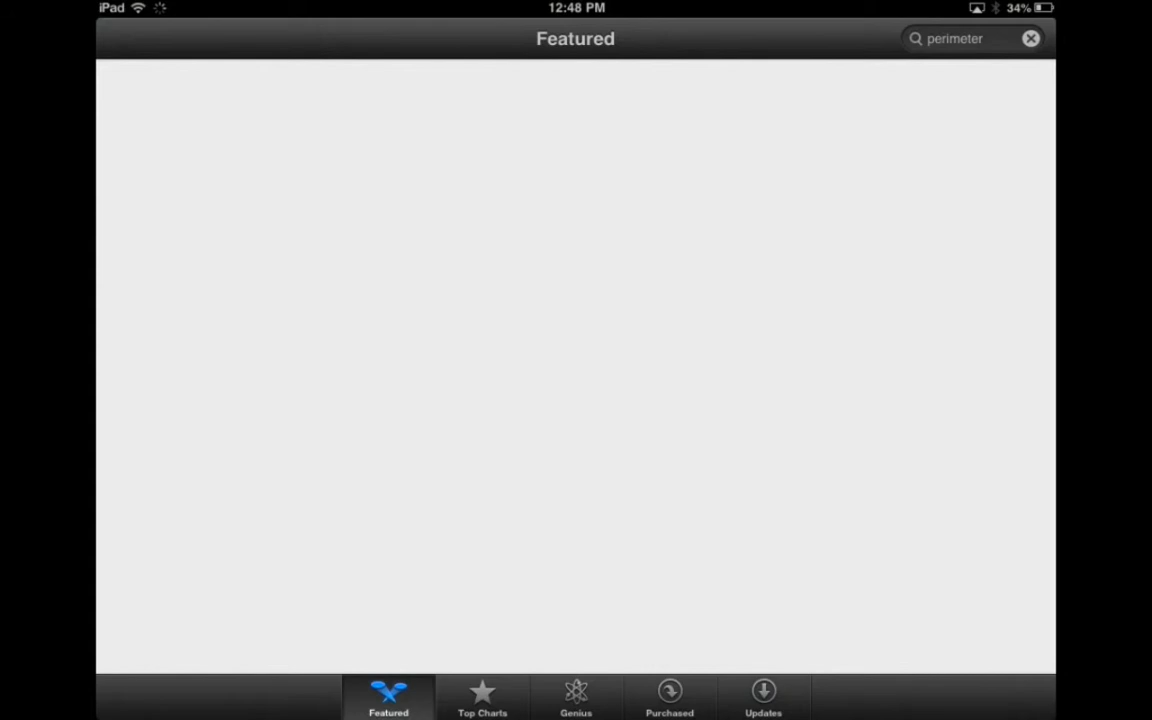 iPad 12:48 PM 34%
Featured perimeter
Featured Top Charts Genius Purchased Updates